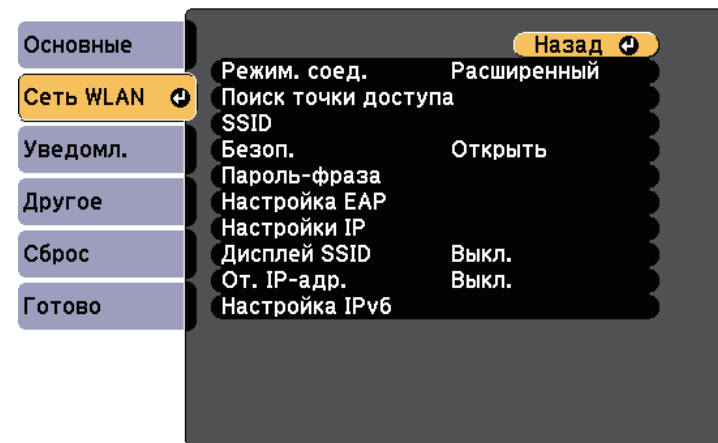 Основные
Сеть WLAN
Уведомл.
Другое
Сброс
Готово
Назад
Режим. соед. Расширенный
Поиск точки доступа
SSID
Безоп. Открыть
Пароль-фраза
Настройка EAP
Настройки IP
Дисплей SSID Выкл.
От. IP-адр. Выкл.
Настройка IPv6